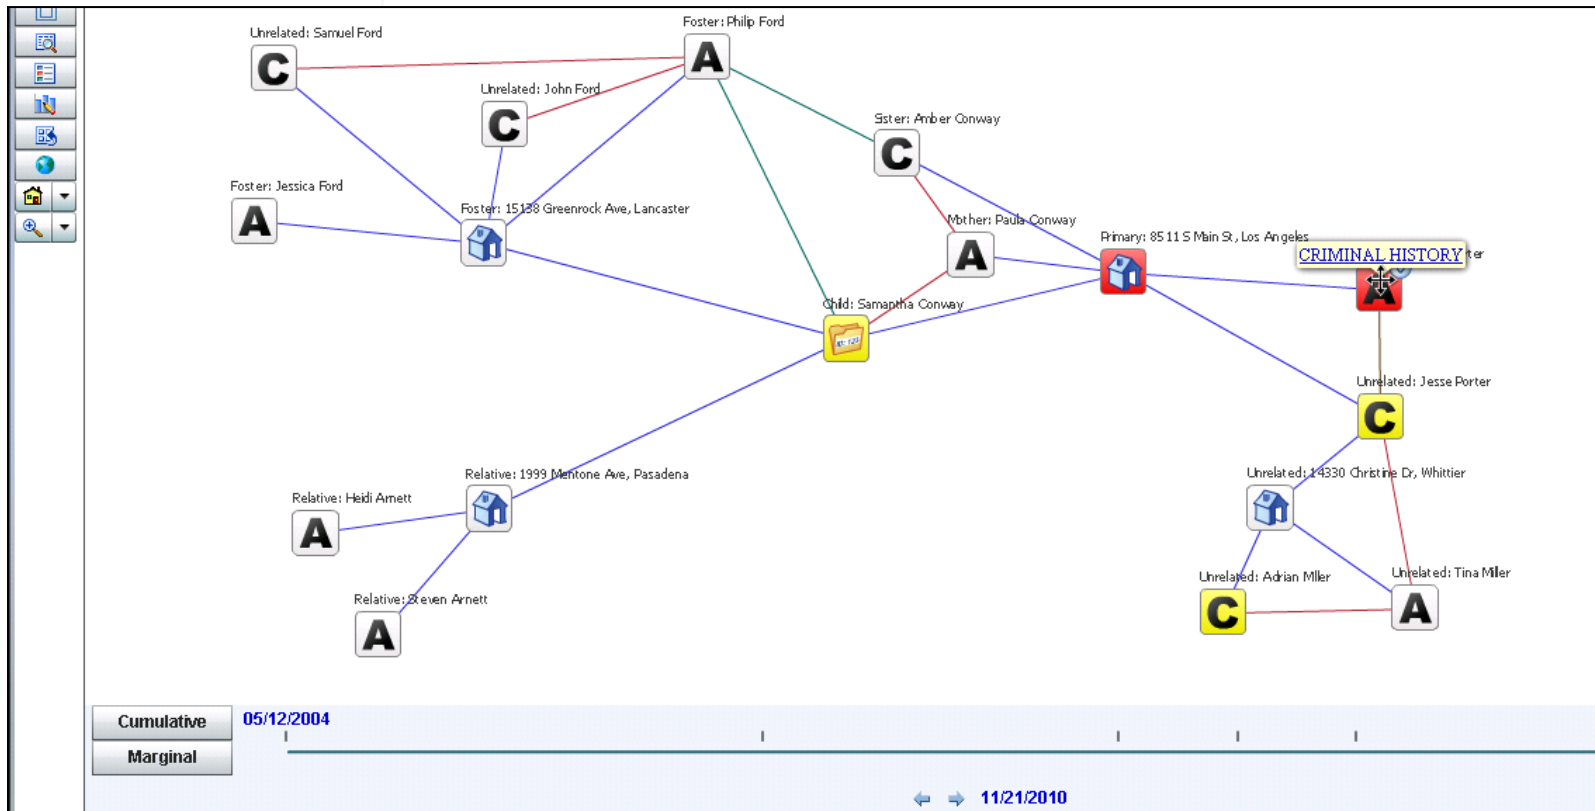 Foster: Philip Ford
Unrelated: Samuel Ford
C
A
Unrelated: John Ford
C
Sister: Amber Conway
C
Foster: Jessica Ford
A
Foster: 15138 Greenrock Ave, Lancaster
Mother: Paula Conway
A
Primary: 8511 S Main St, Los Angeles
CRIMINAL HISTORY
A
Child: Samantha Conway
Unrelated: Jesse Porter
C
Relative: 1999 Mentone Ave, Pasadena
Unrelated: 14330 Christine Dr, Whittier
Relative: Heidi Arnett
A
Unrelated: Adrian Mller
C
Unrelated: Tina Miller
A
Relative: Steven Arnett
A
Cumulative
05/12/2004
Marginal
11/21/2010